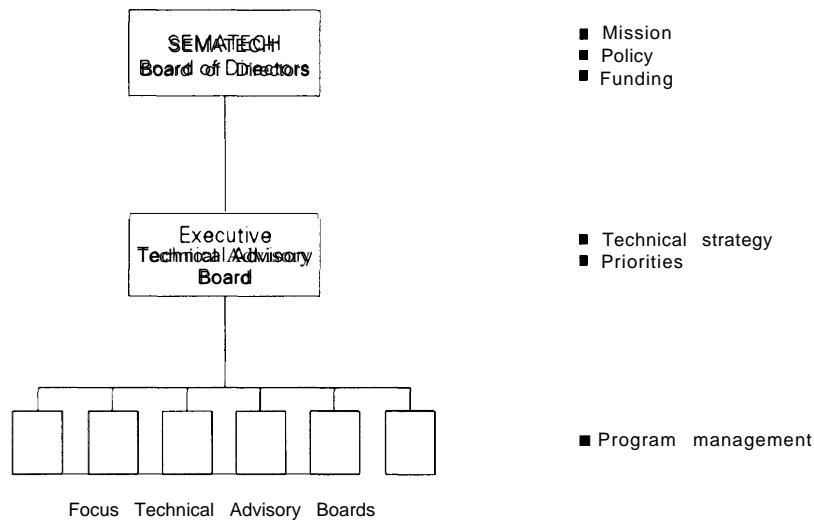 SEMATECH
Board of Directors
■ Mission
■ Policy
■ Funding
Executive
Technical Advisory
Board
■ Technical strategy
■ Priorities
■ Program management
Focus Technical Advisory Boards